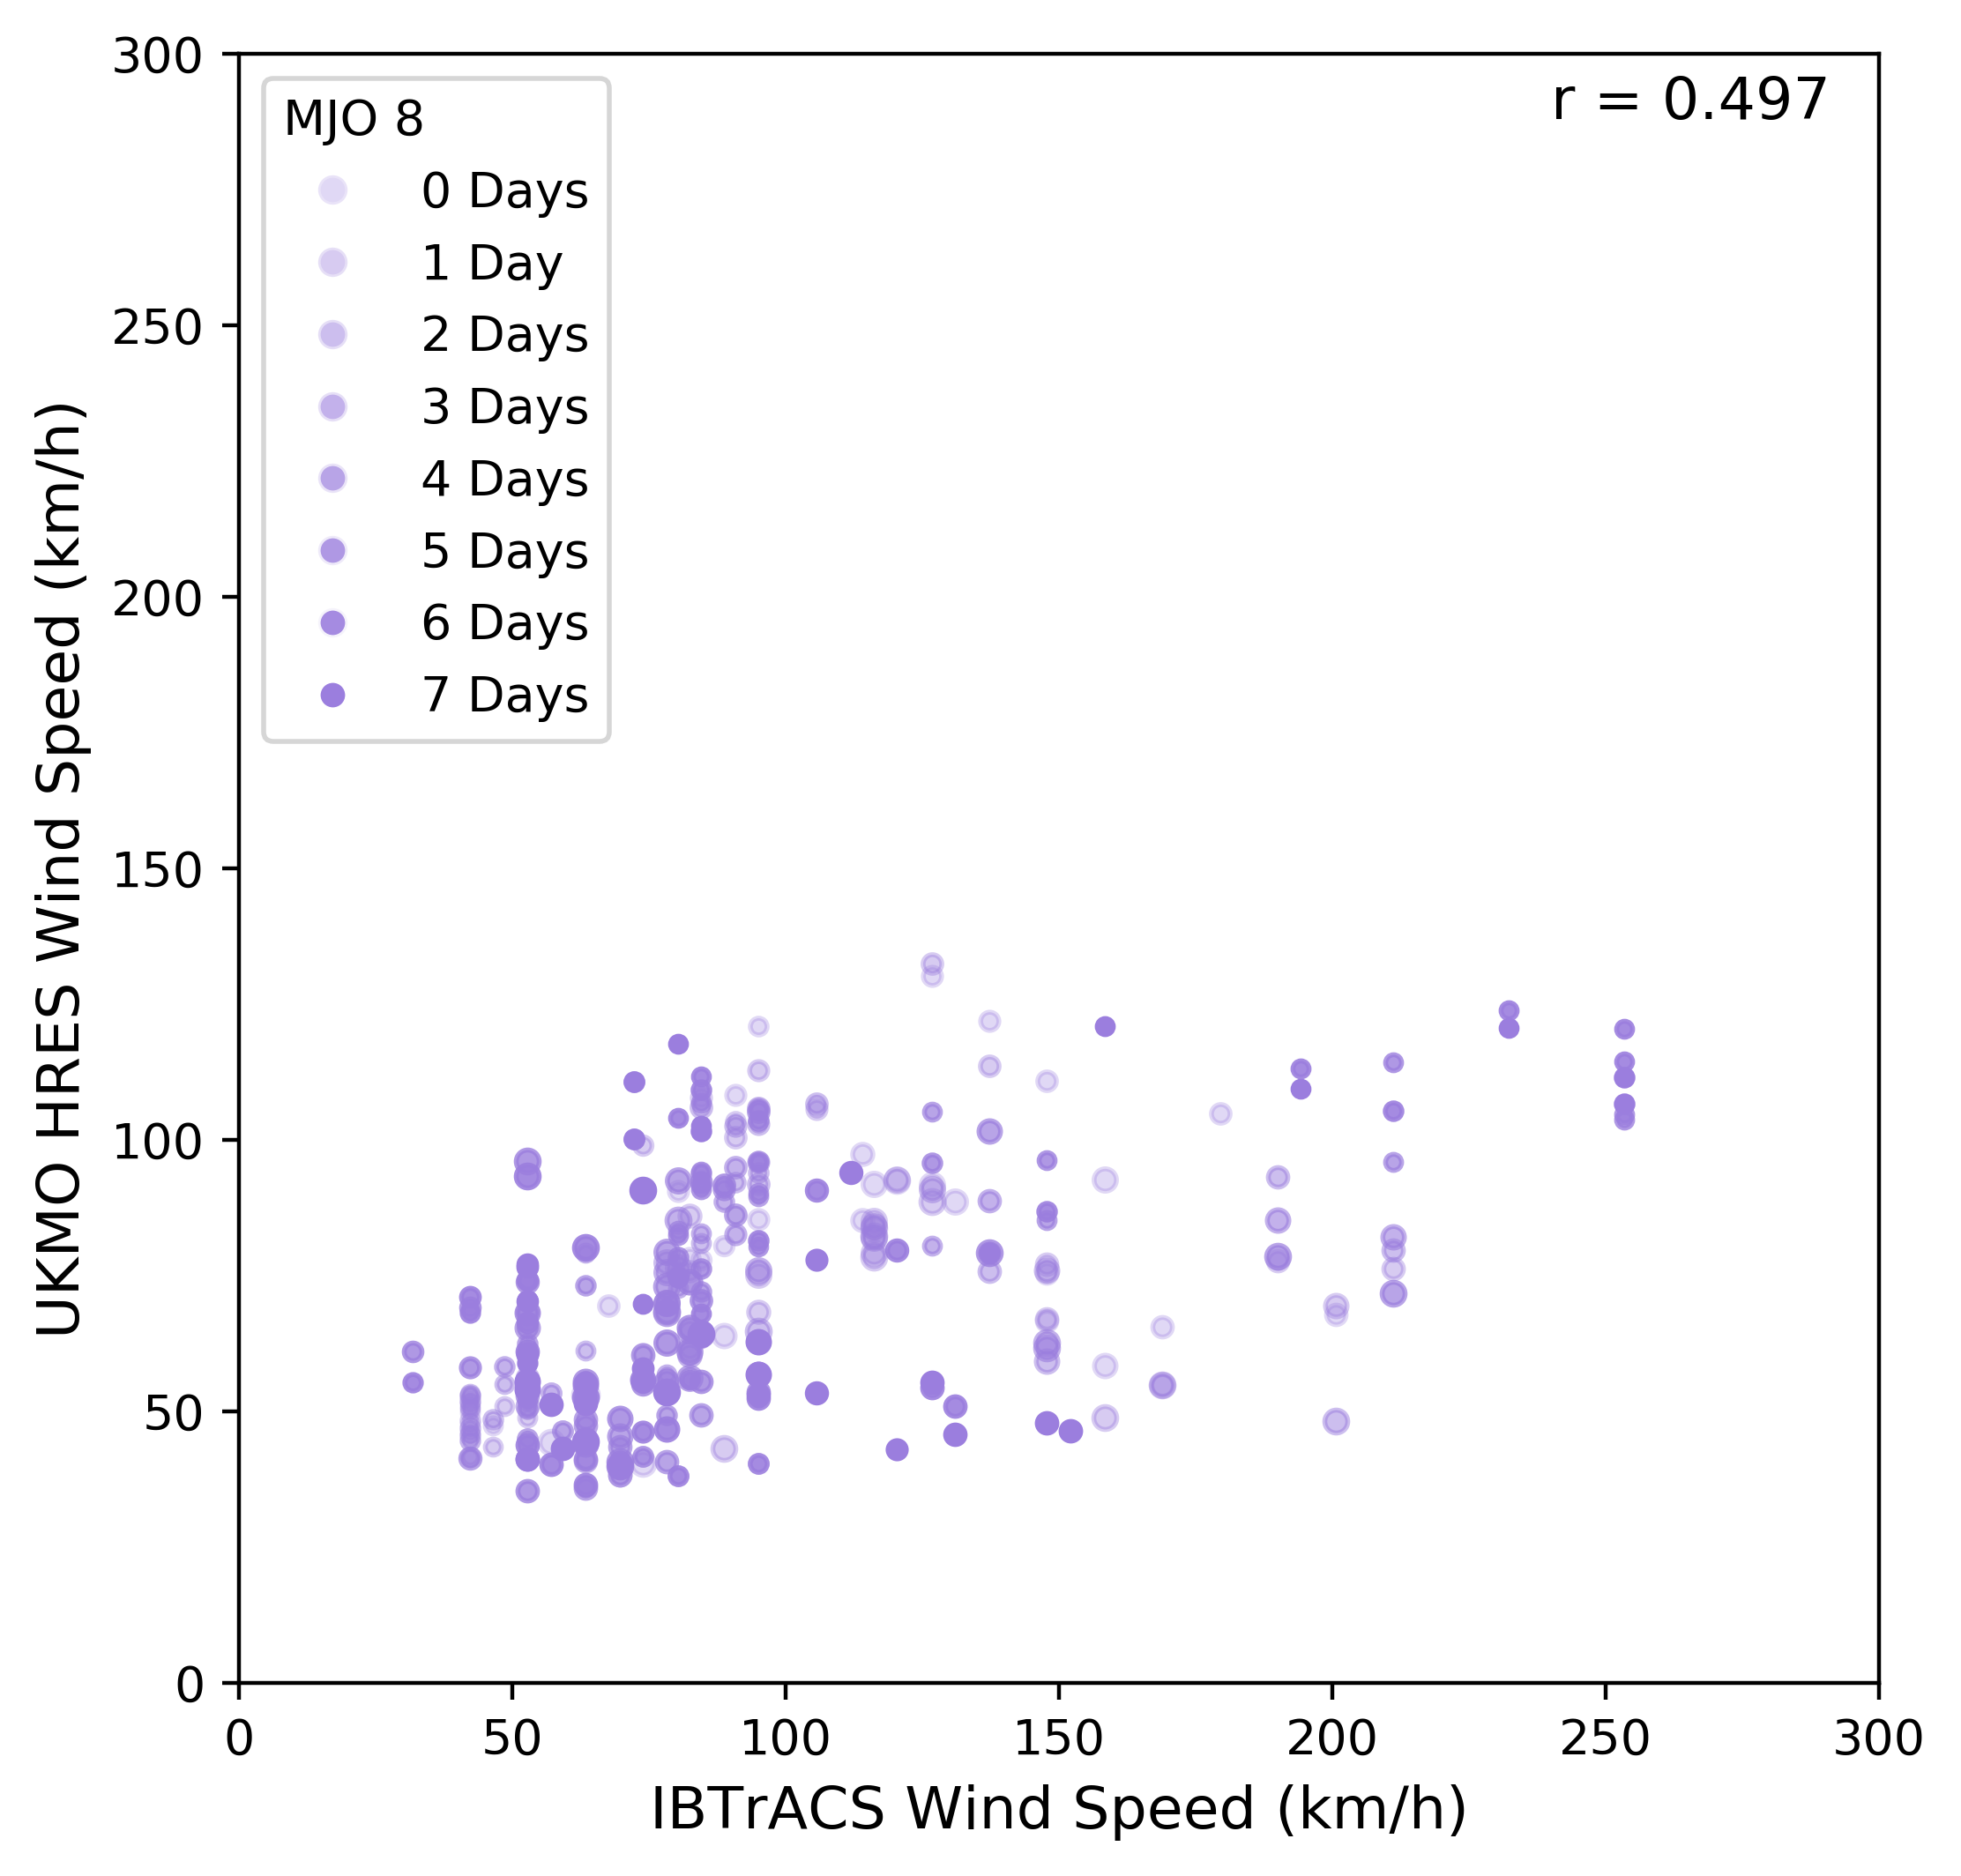 r = 0.497
MJO 8
0 Days
1 Day
2 Days
3 Days
4 Days
5 Days
6 Days
7 Days
UKMO HRES Wind Speed (km/h)
300
250
200
150
100
50
0
0 50 100 150 200 250 300
IBTrACS Wind Speed (km/h)